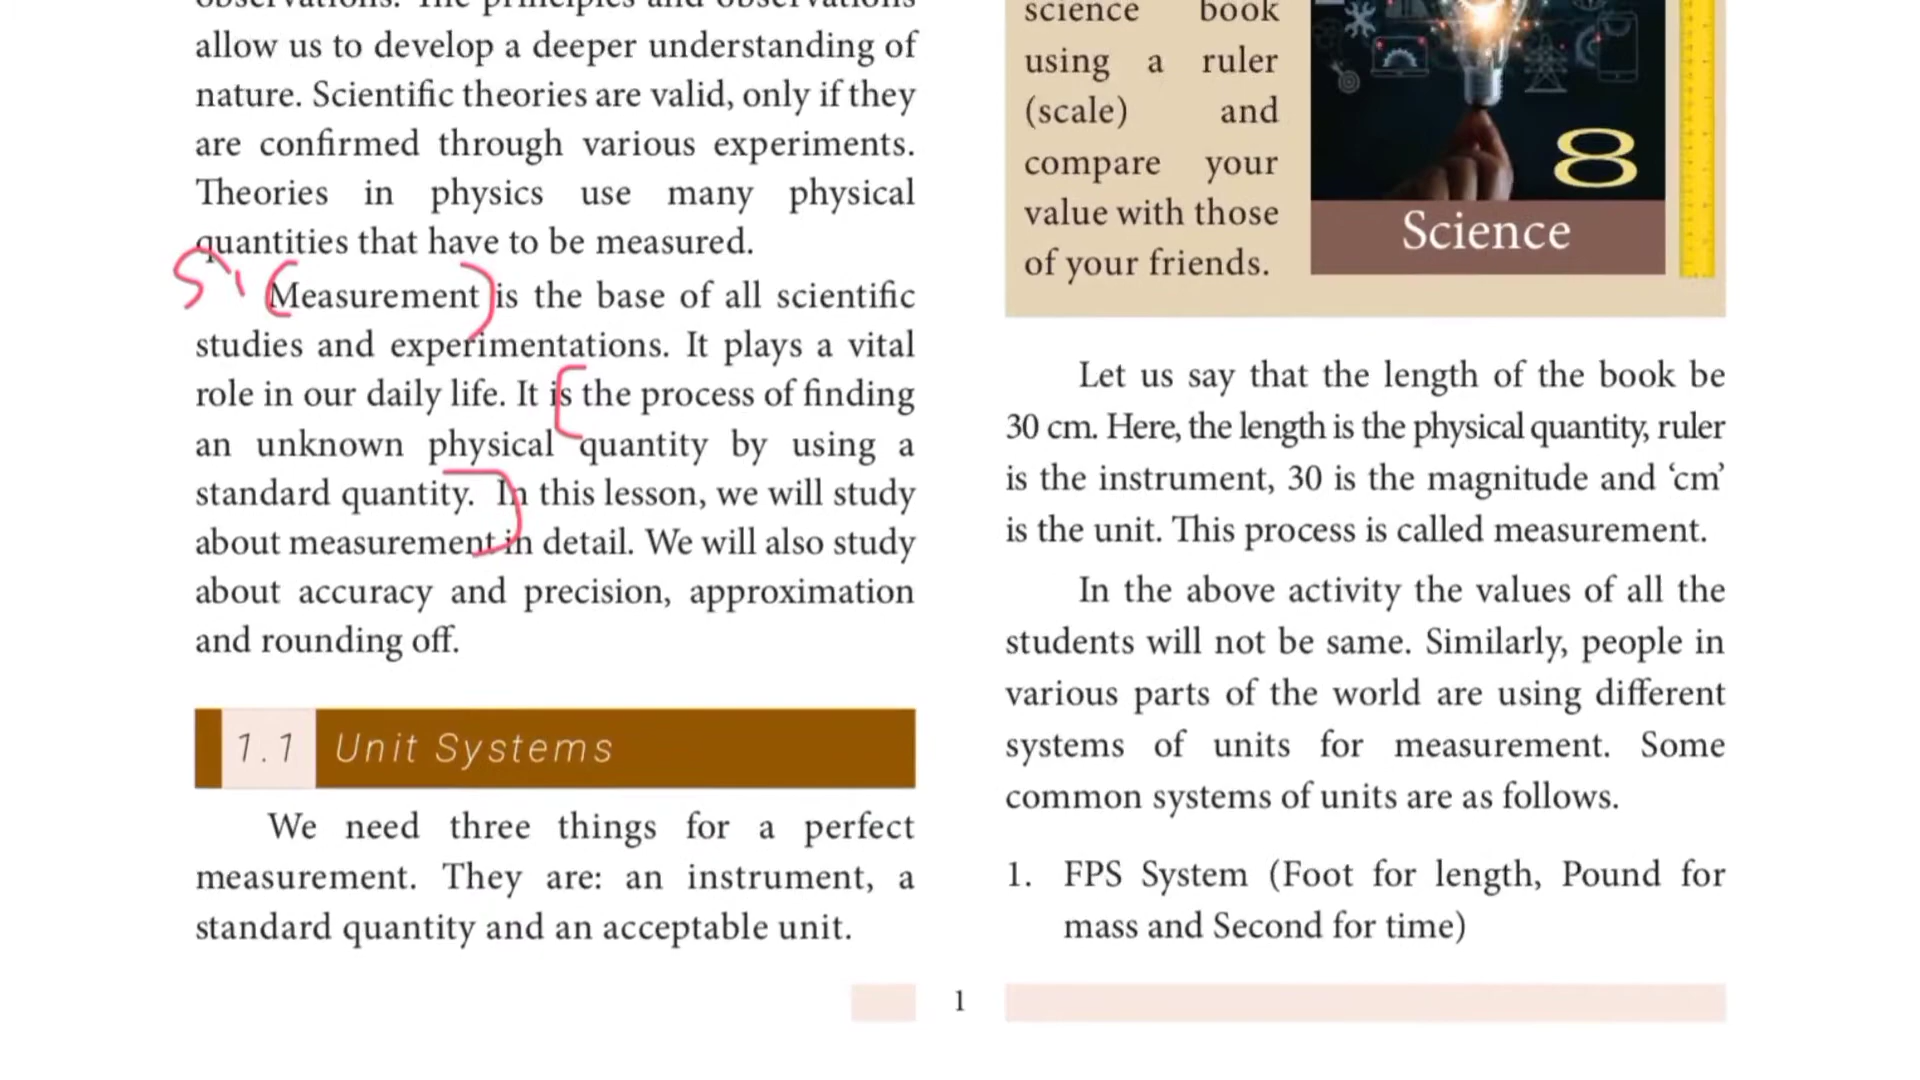 allow us to develop a deeper understanding of
nature. Scientific theories are valid, only if they
are confirmed through various experiments.
Theories in physics use many physical
quantities that have to be measured.
Measurement is the base of all scientific
studies and experimentations. It plays a vital
role in our daily life. It is the process of finding
an unknown physical quantity by using a
standard quantity. In this lesson, we will study
about measurement in detail. We will also study
about accuracy and precision, approximation
and rounding off.
1.1 Unit Systems
We need three things for a perfect
measurement. They are: an instrument, a
standard quantity and an acceptable unit.
science book
using a ruler
(scale) and
compare your
value with those
of your friends.
8
Science
Let us say that the length of the book be
30 cm. Here, the length is the physical quantity, ruler
is the instrument, 30 is the magnitude and ‘cm’
is the unit. This process is called measurement.
In the above activity the values of all the
students will not be same. Similarly, people in
various parts of the world are using different
systems of units for measurement. Some
common systems of units are as follows.
1. FPS System (Foot for length, Pound for
mass and Second for time)
1